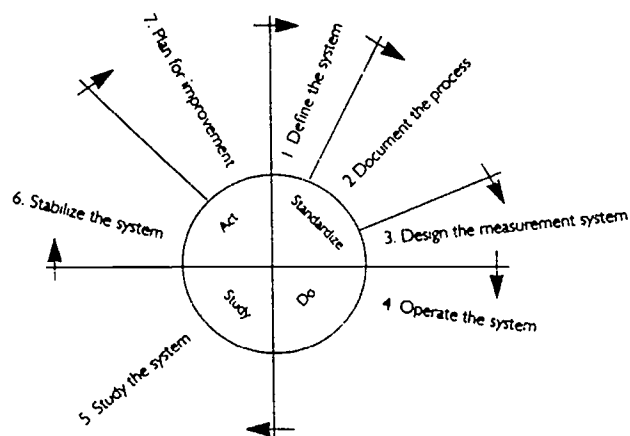 1 Define the system
2 Document the process
3. Design the measurement system
4 Operate the system
5 Study the system
6. Stabilize the system
7. Plan for improvement
Act
Standardize
Study
Do